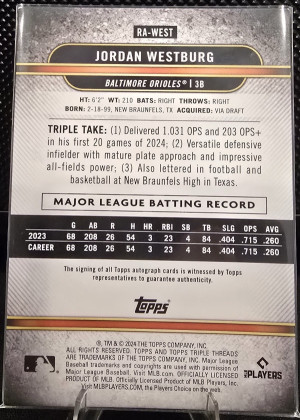 RA-WEST
JORDAN WESTBURG
BALTIMORE ORIOLES® | 3B
HT: 6'2" WT: 210 BATS: RIGHT THROWS: RIGHT
BORN: 2-18-99, NEW BRAUNFELS, TX ACQUIRED: VIA DRAFT
TRIPLE TAKE: (1) Delivered 1.031 OPS and 203 OPS+
in his first 20 games of 2024; (2) Versatile defensive
infielder with mature plate approach and impressive
all-fields power; (3) Also lettered in football and
basketball at New Braunfels High in Texas.
MAJOR LEAGUE BATTING RECORD
G AB R H HR RBI SB TB SLG OPS AVG
2023 68 208 26 54 3 23 4 84 .404 .715 .260
CAREER 68 208 26 54 3 23 4 84 .404 .715 .260
The signing of all Topps autograph cards is witnessed by Topps
representatives to guarantee authenticity.
Topps
®, TM & © 2024 THE TOPPS COMPANY, INC.
ALL RIGHTS RESERVED. TOPPS AND TOPPS TRIPLE THREADS
ARE TRADEMARKS OF THE TOPPS COMPANY, INC. Major League
Baseball trademarks and copyrights are used with permission of
Major League Baseball. Visit MLB.com. OFFICIALLY LICENSED
PRODUCT OF MLB Players, Inc.
Visit MLBPLAYERS.com, the Players Choice on the web.
MLB PLAYERS